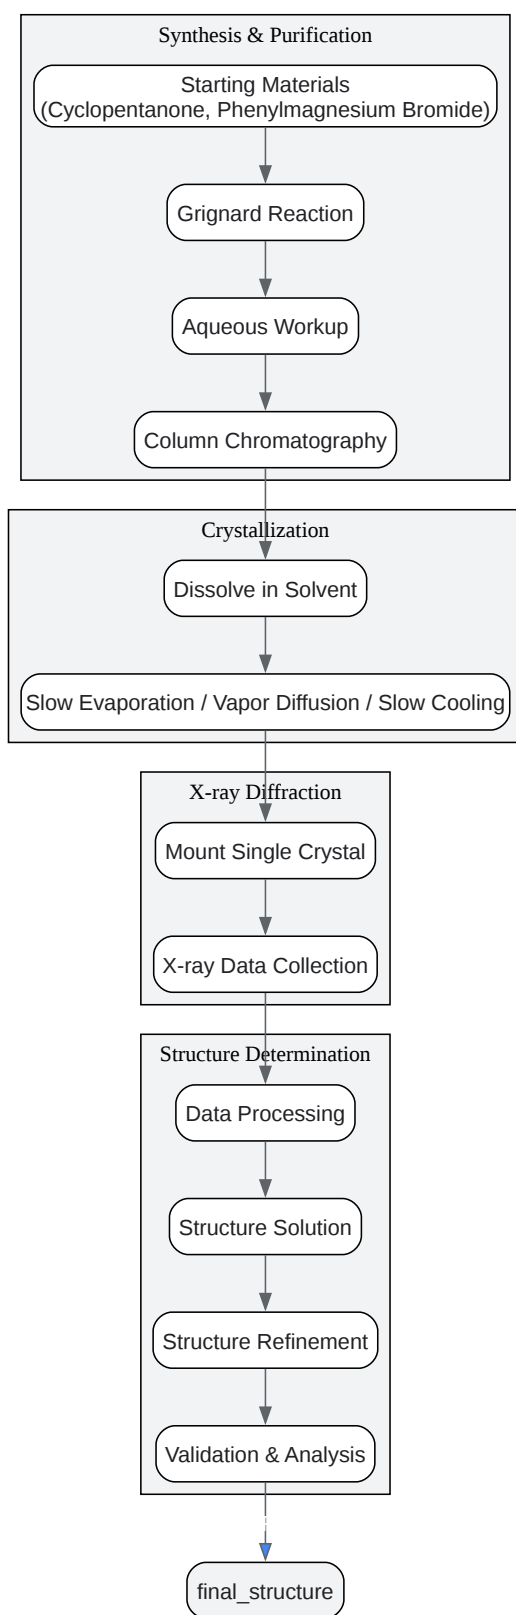 Synthesis & Purification
Starting Materials
(Cyclopentanone, Phenylmagnesium Bromide)
Grignard Reaction
Aqueous Workup
Column Chromatography
Crystallization
Dissolve in Solvent
Slow Evaporation / Vapor Diffusion / Slow Cooling
X-ray Diffraction
Mount Single Crystal
X-ray Data Collection
Structure Determination
Data Processing
Structure Solution
Structure Refinement
Validation & Analysis
final_structure